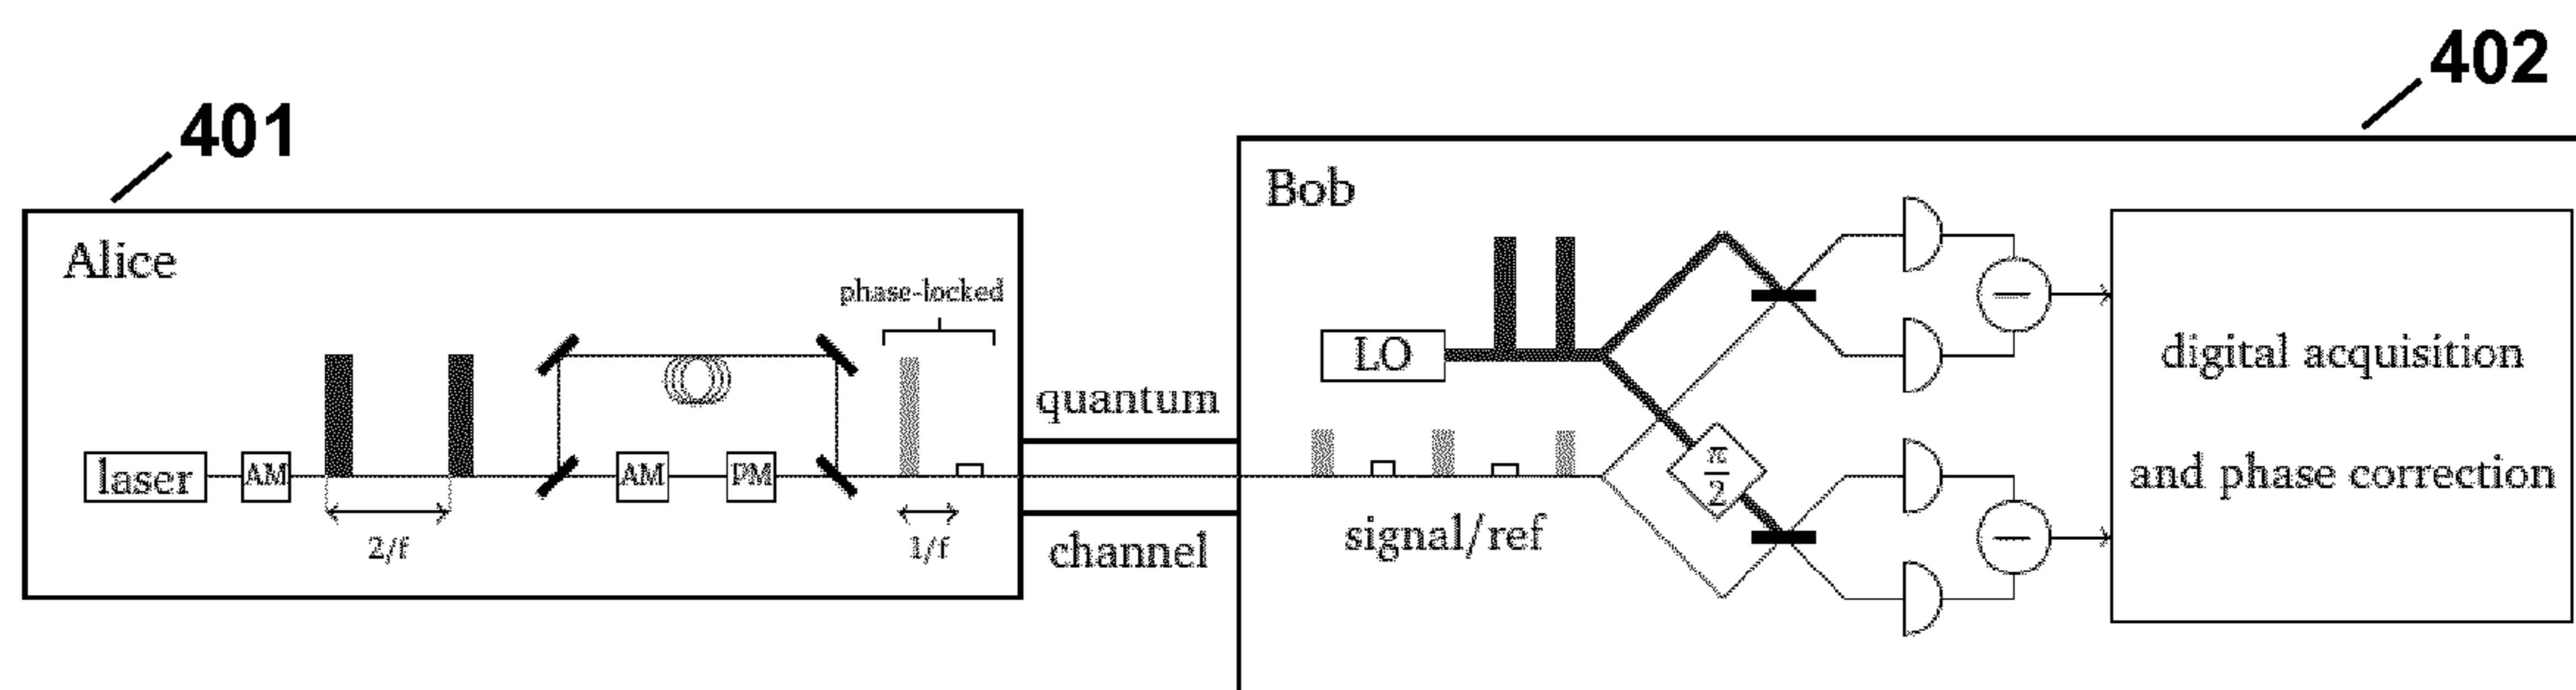 402
401
Bob
Alice
phase-locked
LO
quantum
digital acquisition
and phase correction
laser
AM
AM
PM
π
2
signal/ref
2/f
1/f
channel
−
−